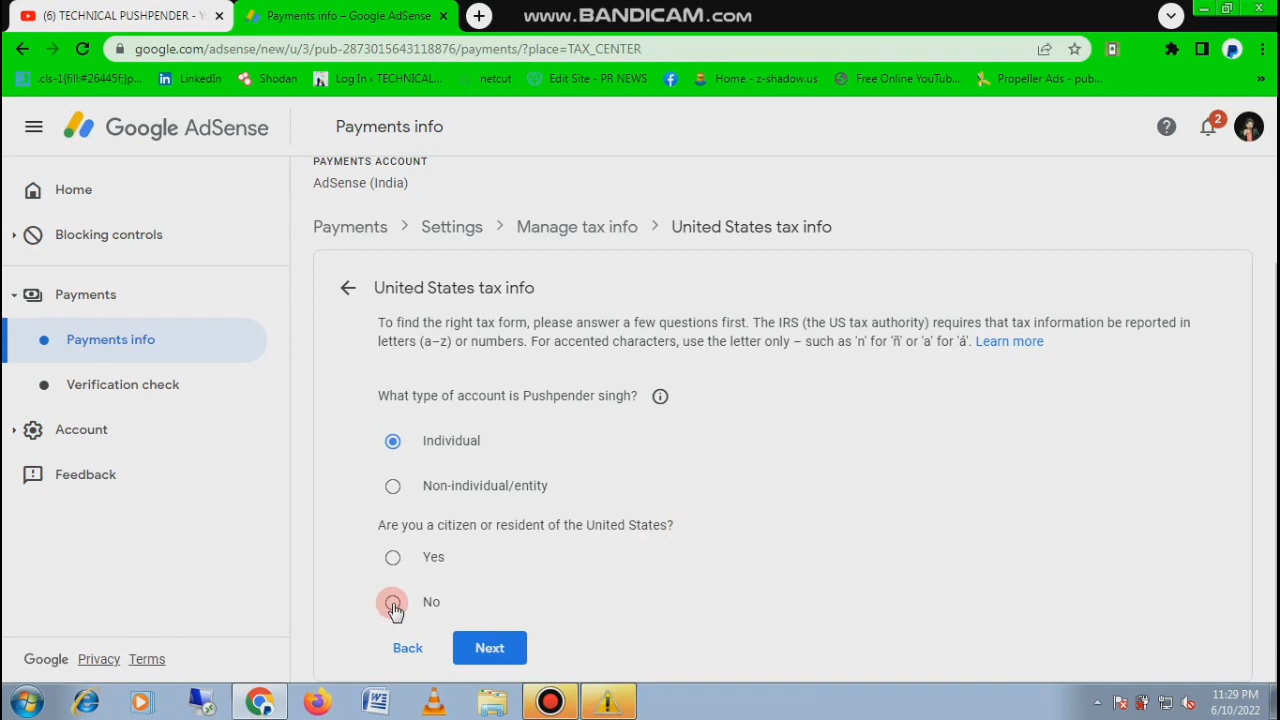 (6) TECHNICAL PUSHPENDER - Y
Payments info – Google AdSense
www.BANDICAM.com
google.com/adsense/new/u/3/pub-2873015643118876/payments/?place=TAX_CENTER
.cls-1{fill:#26445f;}p...
LinkedIn
Shodan
Log In ‹ TECHNICAL...
netcut
Edit Site - PR NEWS
Home - z-shadow.us
Free Online YouTub...
Propeller Ads - pub...
»
Google AdSense
Payments info
2
PAYMENTS ACCOUNT
AdSense (India)
Home
Blocking controls
Payments
Payments info
Verification check
Account
Feedback
Payments > Settings > Manage tax info > United States tax info
United States tax info
To find the right tax form, please answer a few questions first. The IRS (the US tax authority) requires that tax information be reported in
letters (a–z) or numbers. For accented characters, use the letter only – such as 'n' for 'ñ' or 'a' for 'á'. Learn more
What type of account is Pushpender singh?
Individual
Non-individual/entity
Are you a citizen or resident of the United States?
Yes
No
Back
Next
Google Privacy Terms
11:29 PM
6/10/2022